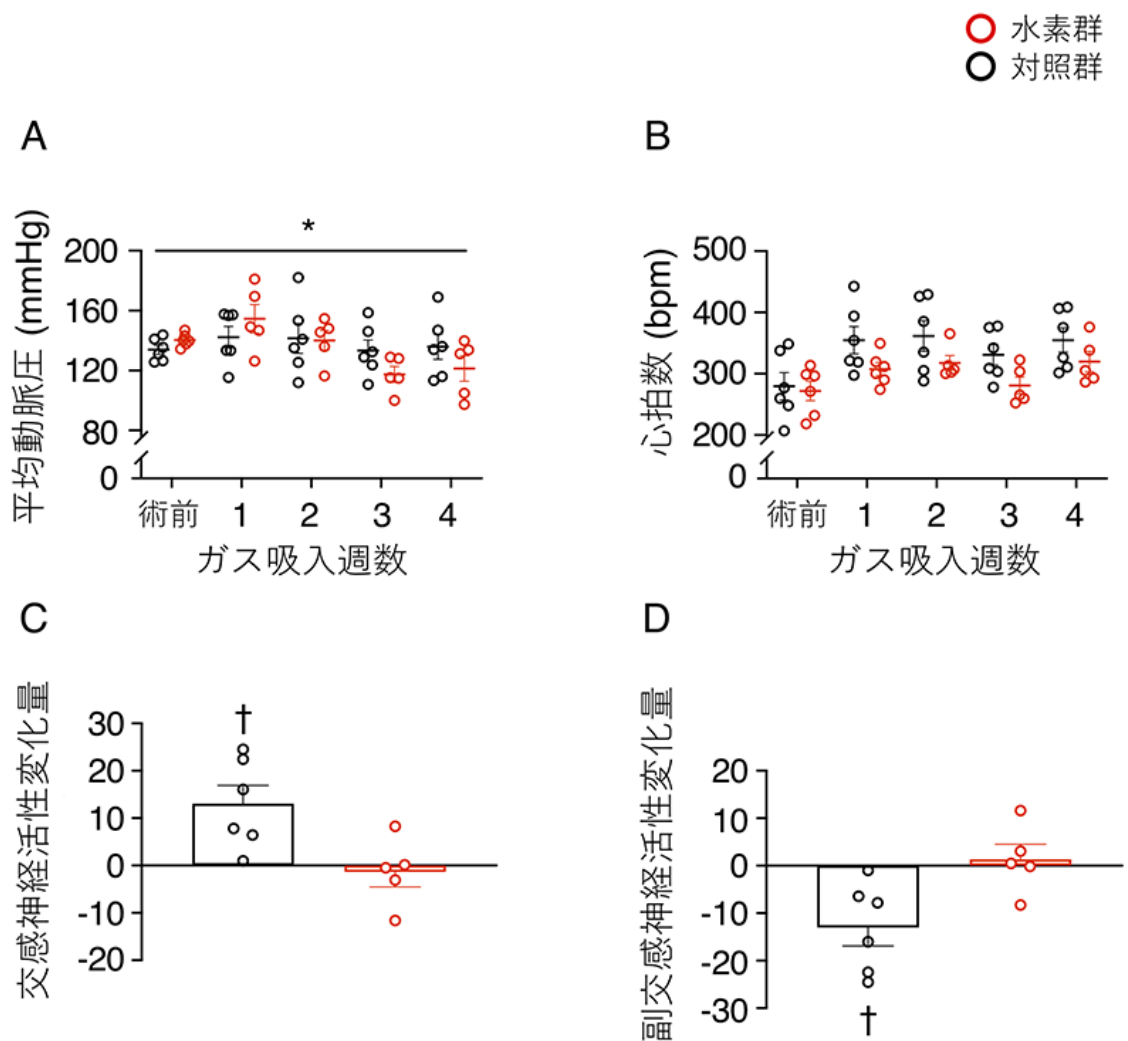 水素群
対照群
A
平均動脈圧 (mmHg)
*
200
160
120
80
0
術前 1 2 3 4
ガス吸入週数
B
心拍数 (bpm)
500
400
300
200
0
術前 1 2 3 4
ガス吸入週数
C
交感神経活性変化量
†
30
20
10
0
-10
-20
D
副交感神経活性変化量
20
10
0
-10
-20
-30
†